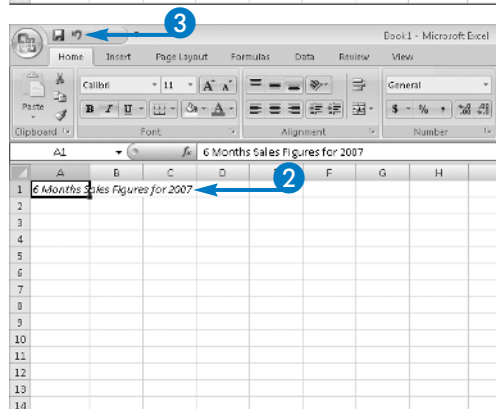 3
Book1 - Microsoft Excel
Home Insert Page Layout Formulas Data Review View
Calibri 11 A A General
Paste B I U A $ % ,
Clipboard Font Alignment Number
A1 fx 6 Months Sales Figures for 2007
A B C D F G H
1 6 Months Sales Figures for 2007 2
2
3
4
5
6
7
8
9
10
11
12
13
14